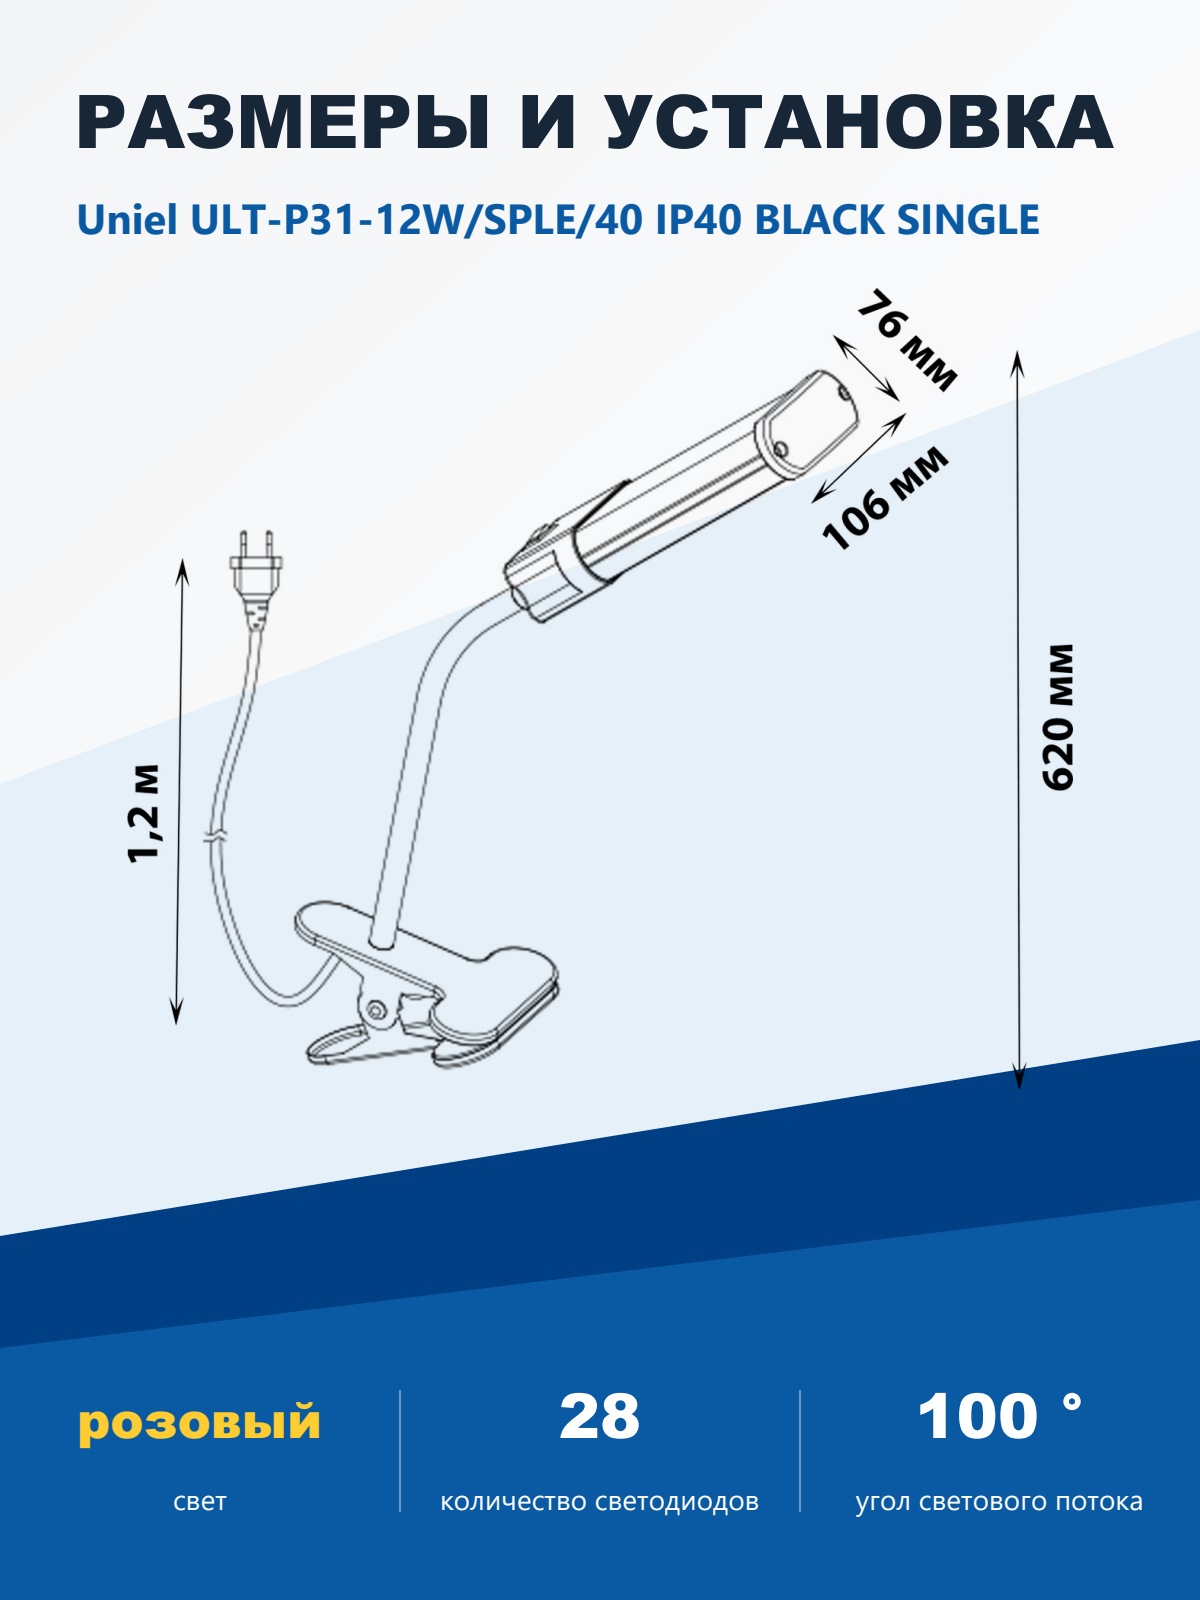 РАЗМЕРЫ И УСТАНОВКА
Uniel ULT-P31-12W/SPLE/40 IP40 BLACK SINGLE
76 мм
106 мм
620 мм
1,2 м
розовый
свет
28
количество светодиодов
100 °
угол светового потока